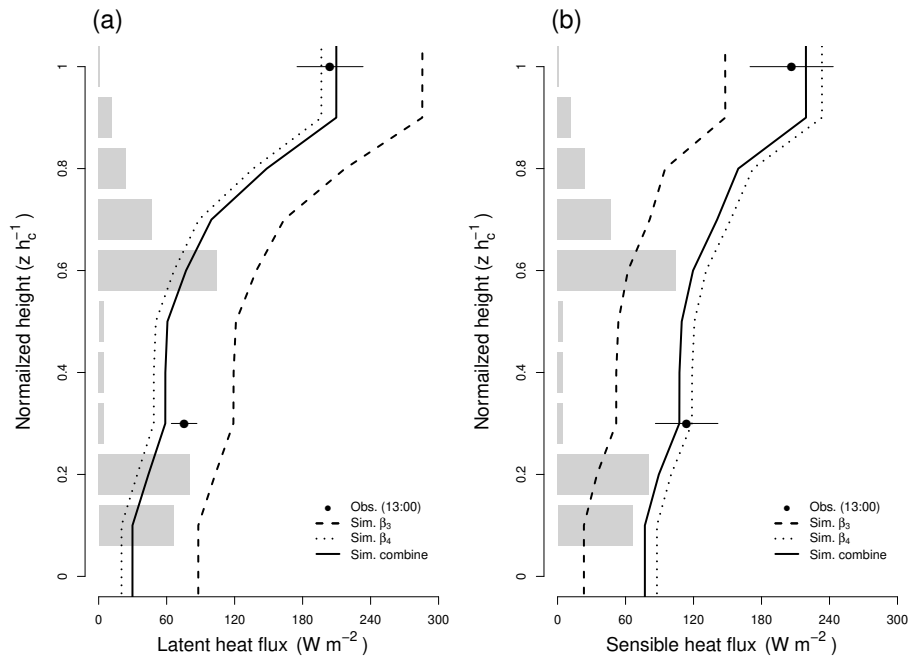 (a)
Normailzed height (z h_c^-1)
1
0.8
0.6
0.4
0.2
0
Obs. (13:00)
Sim. β3
Sim. β4
Sim. combine
0 60 120 180 240 300
Latent heat flux (W m^-2)
(b)
Normailzed height (z h_c^-1)
1
0.8
0.6
0.4
0.2
0
Obs. (13:00)
Sim. β3
Sim. β4
Sim. combine
0 60 120 180 240 300
Sensible heat flux (W m^-2)